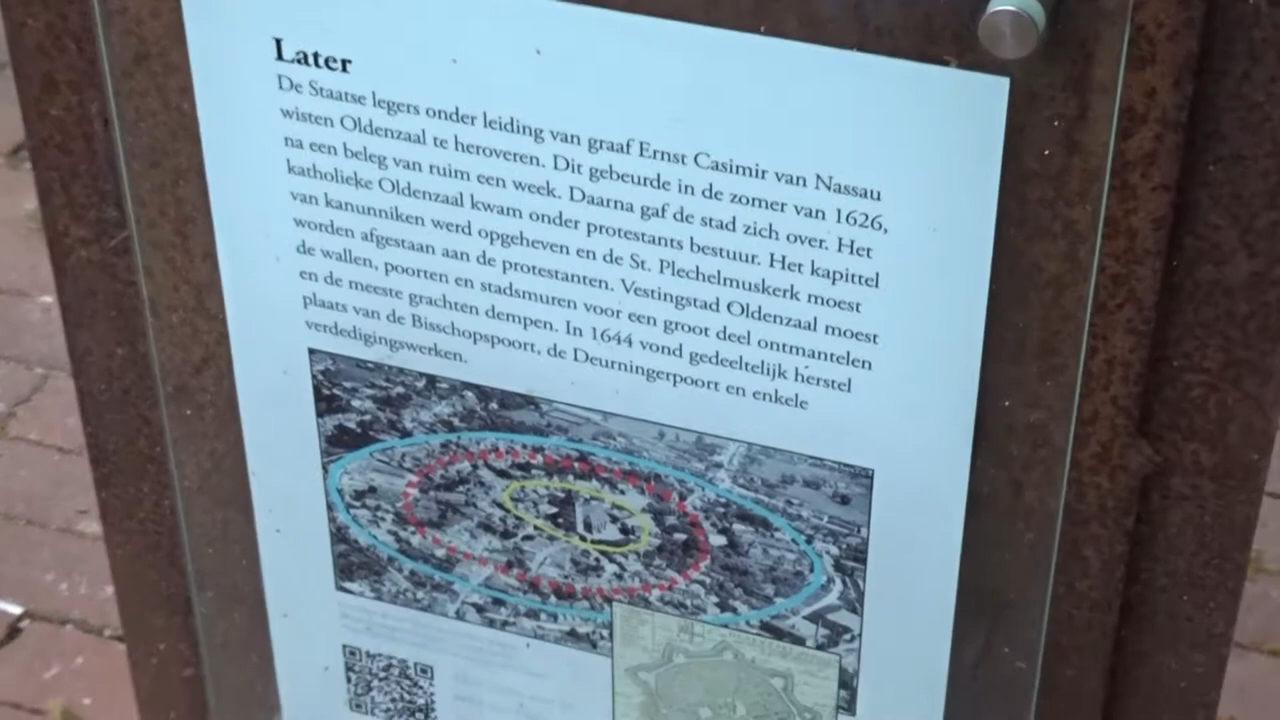 Later
De Staatse legers onder leiding van graaf Ernst Casimir van Nassau
wisten Oldenzaal te heroveren. Dit gebeurde in de zomer van 1626,
na een beleg van ruim een week. Daarna gaf de stad zich over. Het
katholieke Oldenzaal kwam onder protestants bestuur. Het kapittel
van kanunniken werd opgeheven en de St. Plechelmuskerk moest
worden afgestaan aan de protestanten. Vestingstad Oldenzaal moest
de wallen, poorten en stadsmuren voor een groot deel ontmantelen
en de meeste grachten dempen. In 1644 vond gedeeltelijk herstel
plaats van de Bisschopspoort, de Deurningerpoort en enkele
verdedigingswerken.